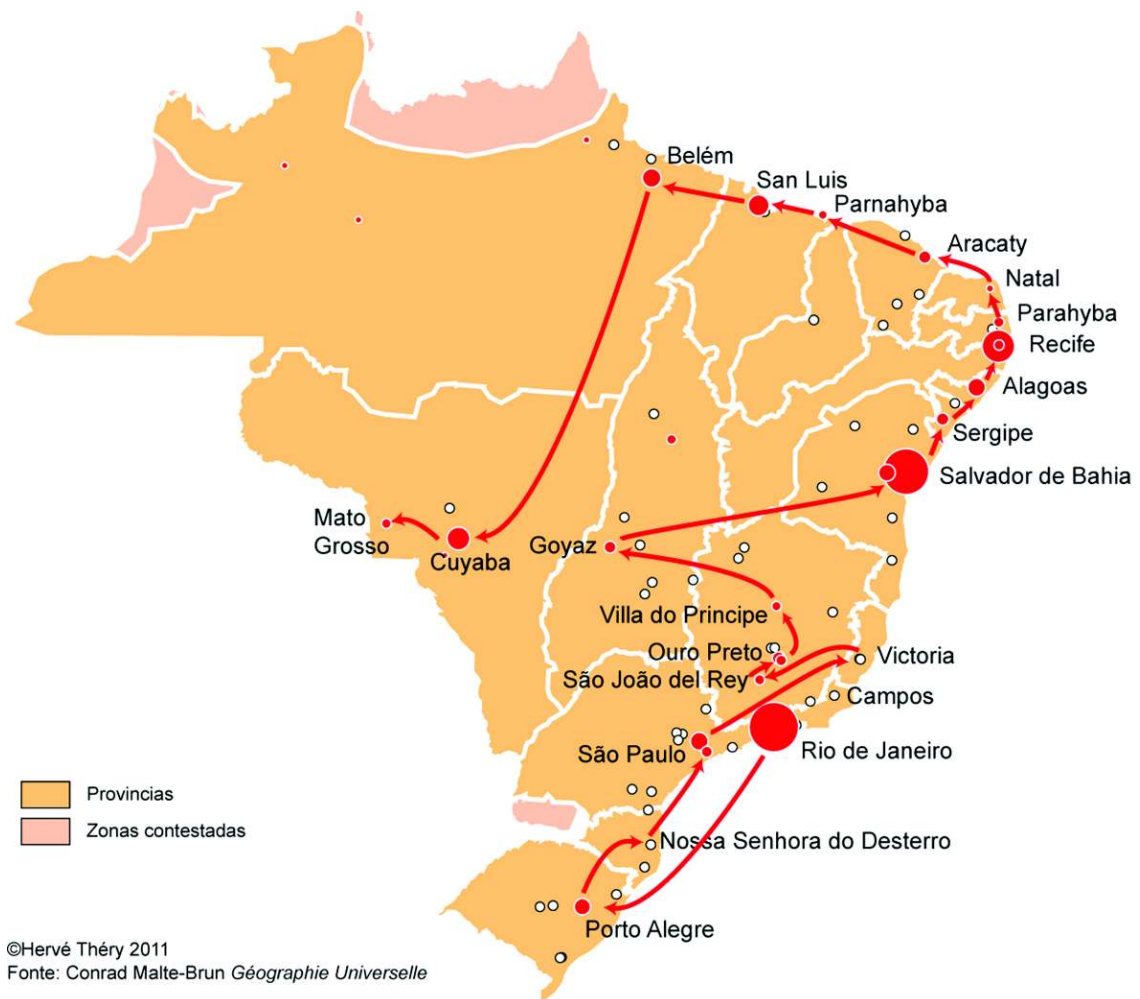 Belém
San Luis
Parnahyba
Aracaty
Natal
Parahyba
Recife
Alagoas
Sergipe
Salvador de Bahia
Mato
Grosso
Cuyaba
Goyaz
Villa do Principe
Ouro Preto
Victoria
São João del Rey
Campos
São Paulo
Rio de Janeiro
Provincias
Zonas contestadas
Nossa Senhora do Desterro
Porto Alegre
©Hervé Théry 2011
Fonte: Conrad Malte-Brun Géographie Universelle